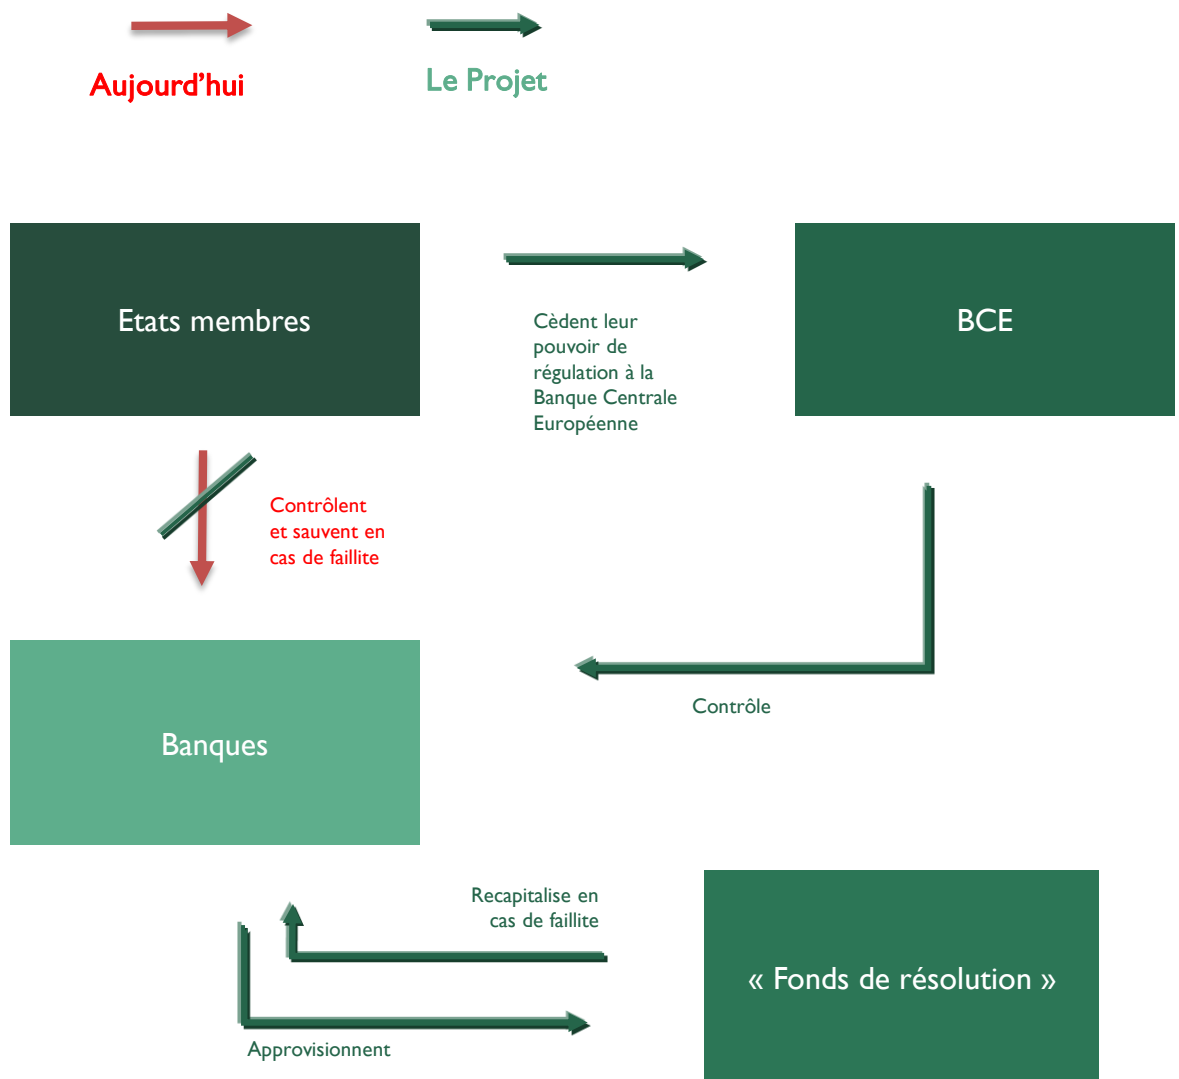 Aujourd'hui
Le Projet
Etats membres
Cèdent leur
pouvoir de
régulation à la
Banque Centrale
Européenne
BCE
Contrôlent
et sauvent en
cas de faillite
Contrôle
Banques
Recapitalise en
cas de faillite
« Fonds de résolution »
Approvisionnent